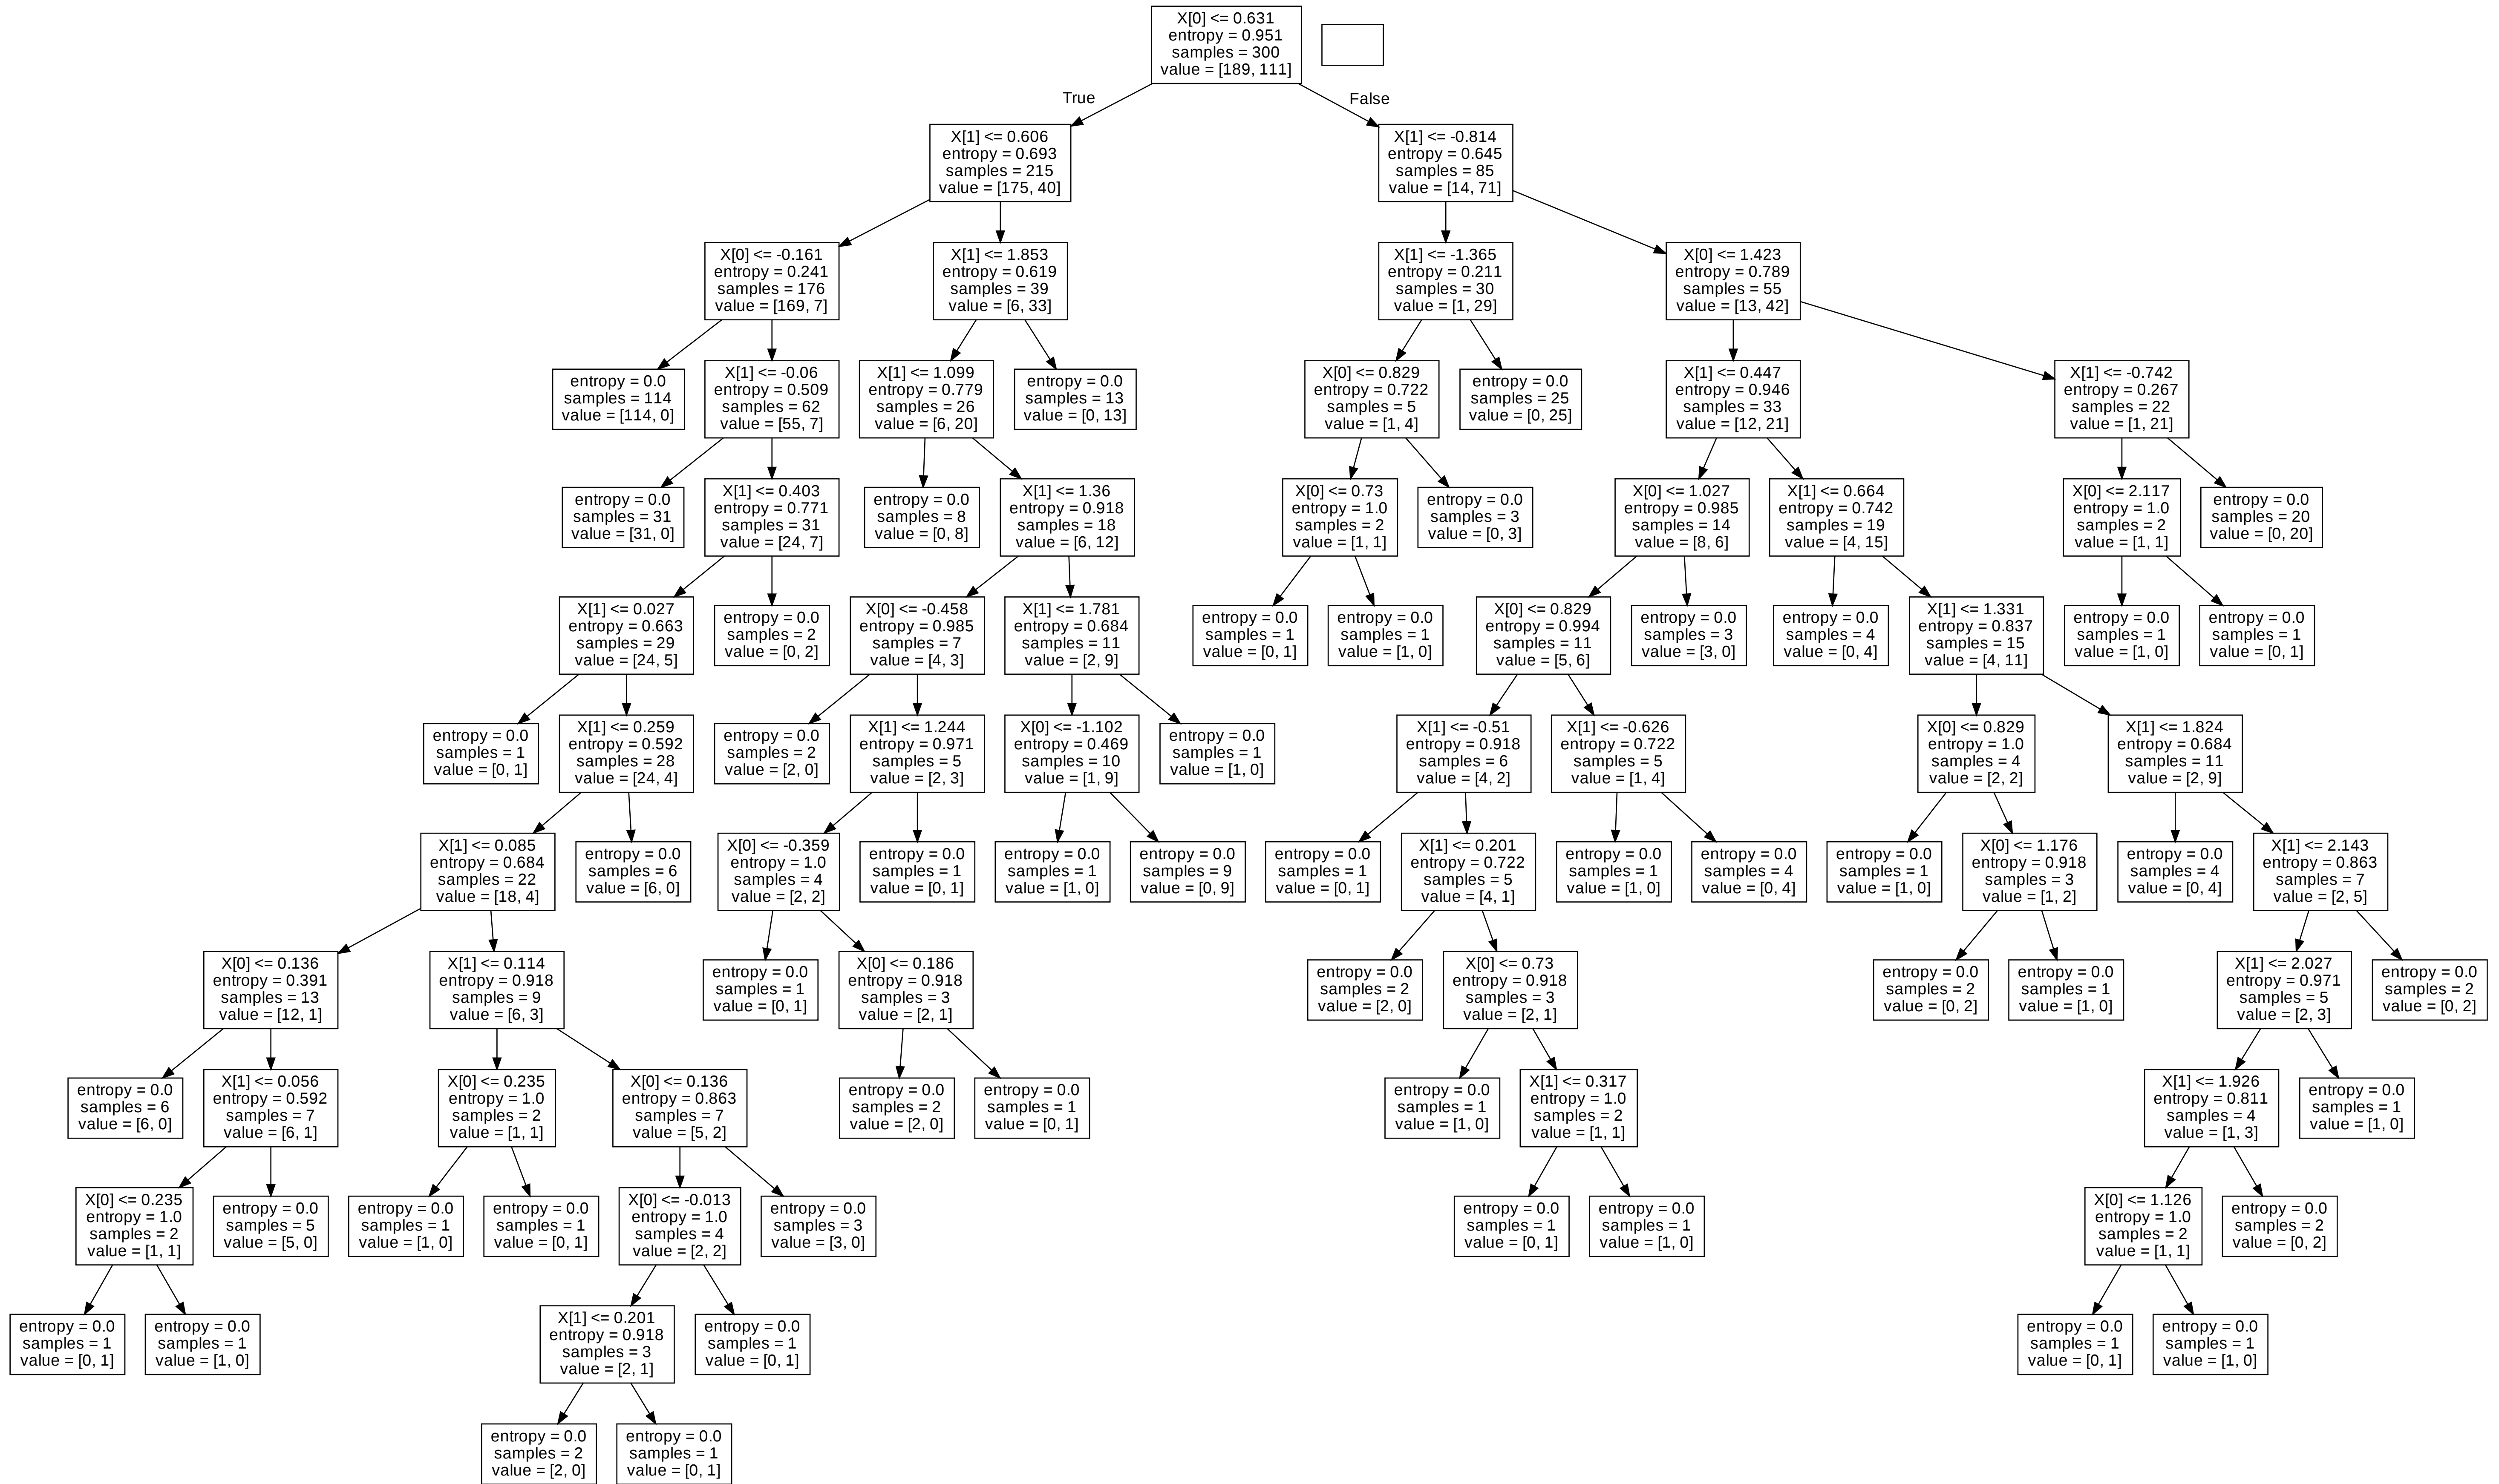 X[0] <= 0.631
entropy = 0.951
samples = 300
value = [189, 111]
True
False
X[1] <= 0.606
entropy = 0.693
samples = 215
value = [175, 40]
X[1] <= -0.814
entropy = 0.645
samples = 85
value = [14, 71]
X[0] <= -0.161
entropy = 0.241
samples = 176
value = [169, 7]
X[1] <= 1.853
entropy = 0.619
samples = 39
value = [6, 33]
X[1] <= -1.365
entropy = 0.211
samples = 30
value = [1, 29]
X[0] <= 1.423
entropy = 0.789
samples = 55
value = [13, 42]
entropy = 0.0
samples = 114
value = [114, 0]
X[1] <= -0.06
entropy = 0.509
samples = 62
value = [55, 7]
X[1] <= 1.099
entropy = 0.779
samples = 26
value = [6, 20]
entropy = 0.0
samples = 13
value = [0, 13]
X[0] <= 0.829
entropy = 0.722
samples = 5
value = [1, 4]
entropy = 0.0
samples = 25
value = [0, 25]
X[1] <= 0.447
entropy = 0.946
samples = 33
value = [12, 21]
X[1] <= -0.742
entropy = 0.267
samples = 22
value = [1, 21]
entropy = 0.0
samples = 31
value = [31, 0]
X[1] <= 0.403
entropy = 0.771
samples = 31
value = [24, 7]
entropy = 0.0
samples = 8
value = [0, 8]
X[1] <= 1.36
entropy = 0.918
samples = 18
value = [6, 12]
X[0] <= 0.73
entropy = 1.0
samples = 2
value = [1, 1]
entropy = 0.0
samples = 3
value = [0, 3]
X[0] <= 1.027
entropy = 0.985
samples = 14
value = [8, 6]
X[1] <= 0.664
entropy = 0.742
samples = 19
value = [4, 15]
X[0] <= 2.117
entropy = 1.0
samples = 2
value = [1, 1]
entropy = 0.0
samples = 20
value = [0, 20]
X[1] <= 0.027
entropy = 0.663
samples = 29
value = [24, 5]
entropy = 0.0
samples = 2
value = [0, 2]
X[0] <= -0.458
entropy = 0.985
samples = 7
value = [4, 3]
X[1] <= 1.781
entropy = 0.684
samples = 11
value = [2, 9]
entropy = 0.0
samples = 1
value = [0, 1]
entropy = 0.0
samples = 1
value = [1, 0]
X[0] <= 0.829
entropy = 0.994
samples = 11
value = [5, 6]
entropy = 0.0
samples = 3
value = [3, 0]
entropy = 0.0
samples = 4
value = [0, 4]
X[1] <= 1.331
entropy = 0.837
samples = 15
value = [4, 11]
entropy = 0.0
samples = 1
value = [1, 0]
entropy = 0.0
samples = 1
value = [0, 1]
entropy = 0.0
samples = 1
value = [0, 1]
X[1] <= 0.259
entropy = 0.592
samples = 28
value = [24, 4]
entropy = 0.0
samples = 2
value = [2, 0]
X[1] <= 1.244
entropy = 0.971
samples = 5
value = [2, 3]
X[0] <= -1.102
entropy = 0.469
samples = 10
value = [1, 9]
entropy = 0.0
samples = 1
value = [1, 0]
X[1] <= -0.51
entropy = 0.918
samples = 6
value = [4, 2]
X[1] <= -0.626
entropy = 0.722
samples = 5
value = [1, 4]
X[0] <= 0.829
entropy = 1.0
samples = 4
value = [2, 2]
X[1] <= 1.824
entropy = 0.684
samples = 11
value = [2, 9]
X[1] <= 0.085
entropy = 0.684
samples = 22
value = [18, 4]
entropy = 0.0
samples = 6
value = [6, 0]
X[0] <= -0.359
entropy = 1.0
samples = 4
value = [2, 2]
entropy = 0.0
samples = 1
value = [0, 1]
entropy = 0.0
samples = 1
value = [1, 0]
entropy = 0.0
samples = 9
value = [0, 9]
entropy = 0.0
samples = 1
value = [0, 1]
X[1] <= 0.201
entropy = 0.722
samples = 5
value = [4, 1]
entropy = 0.0
samples = 1
value = [1, 0]
entropy = 0.0
samples = 4
value = [0, 4]
entropy = 0.0
samples = 1
value = [1, 0]
X[0] <= 1.176
entropy = 0.918
samples = 3
value = [1, 2]
entropy = 0.0
samples = 4
value = [0, 4]
X[1] <= 2.143
entropy = 0.863
samples = 7
value = [2, 5]
X[0] <= 0.136
entropy = 0.391
samples = 13
value = [12, 1]
X[1] <= 0.114
entropy = 0.918
samples = 9
value = [6, 3]
entropy = 0.0
samples = 1
value = [0, 1]
X[0] <= 0.186
entropy = 0.918
samples = 3
value = [2, 1]
entropy = 0.0
samples = 2
value = [2, 0]
X[0] <= 0.73
entropy = 0.918
samples = 3
value = [2, 1]
entropy = 0.0
samples = 2
value = [0, 2]
entropy = 0.0
samples = 1
value = [1, 0]
X[1] <= 2.027
entropy = 0.971
samples = 5
value = [2, 3]
entropy = 0.0
samples = 2
value = [0, 2]
entropy = 0.0
samples = 6
value = [6, 0]
X[1] <= 0.056
entropy = 0.592
samples = 7
value = [6, 1]
X[0] <= 0.235
entropy = 1.0
samples = 2
value = [1, 1]
X[0] <= 0.136
entropy = 0.863
samples = 7
value = [5, 2]
entropy = 0.0
samples = 2
value = [2, 0]
entropy = 0.0
samples = 1
value = [0, 1]
entropy = 0.0
samples = 1
value = [1, 0]
X[1] <= 0.317
entropy = 1.0
samples = 2
value = [1, 1]
X[1] <= 1.926
entropy = 0.811
samples = 4
value = [1, 3]
entropy = 0.0
samples = 1
value = [1, 0]
X[0] <= 0.235
entropy = 1.0
samples = 2
value = [1, 1]
entropy = 0.0
samples = 5
value = [5, 0]
entropy = 0.0
samples = 1
value = [1, 0]
entropy = 0.0
samples = 1
value = [0, 1]
X[0] <= -0.013
entropy = 1.0
samples = 4
value = [2, 2]
entropy = 0.0
samples = 3
value = [3, 0]
entropy = 0.0
samples = 1
value = [0, 1]
entropy = 0.0
samples = 1
value = [1, 0]
X[0] <= 1.126
entropy = 1.0
samples = 2
value = [1, 1]
entropy = 0.0
samples = 2
value = [0, 2]
entropy = 0.0
samples = 1
value = [0, 1]
entropy = 0.0
samples = 1
value = [1, 0]
X[1] <= 0.201
entropy = 0.918
samples = 3
value = [2, 1]
entropy = 0.0
samples = 1
value = [0, 1]
entropy = 0.0
samples = 1
value = [0, 1]
entropy = 0.0
samples = 1
value = [1, 0]
entropy = 0.0
samples = 2
value = [2, 0]
entropy = 0.0
samples = 1
value = [0, 1]